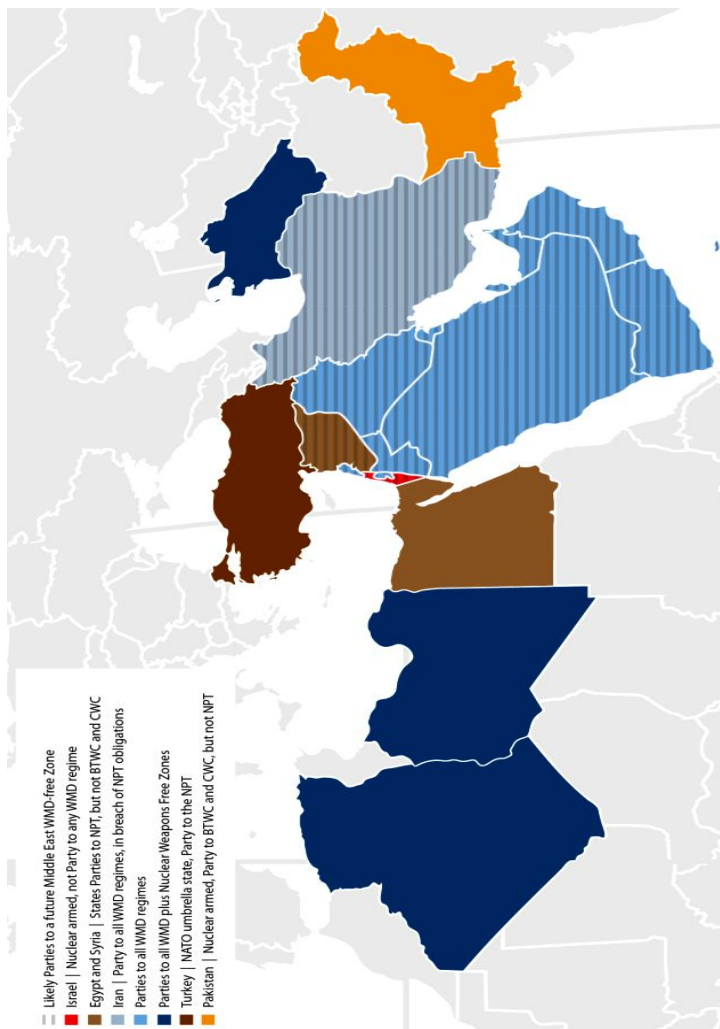 Likely Parties to a future Middle East WMD-free Zone
Israel | Nuclear armed, not Party to any WMD regime
Egypt and Syria | States Parties to NPT, but not BTWC and CWC
Iran | Party to all WMD regimes, in breach of NPT obligations
Parties to all WMD regimes
Parties to all WMD plus Nuclear Weapons Free Zones
Turkey | NATO umbrella state, Party to the NPT
Pakistan | Nuclear armed, Party to BTWC and CWC, but not NPT